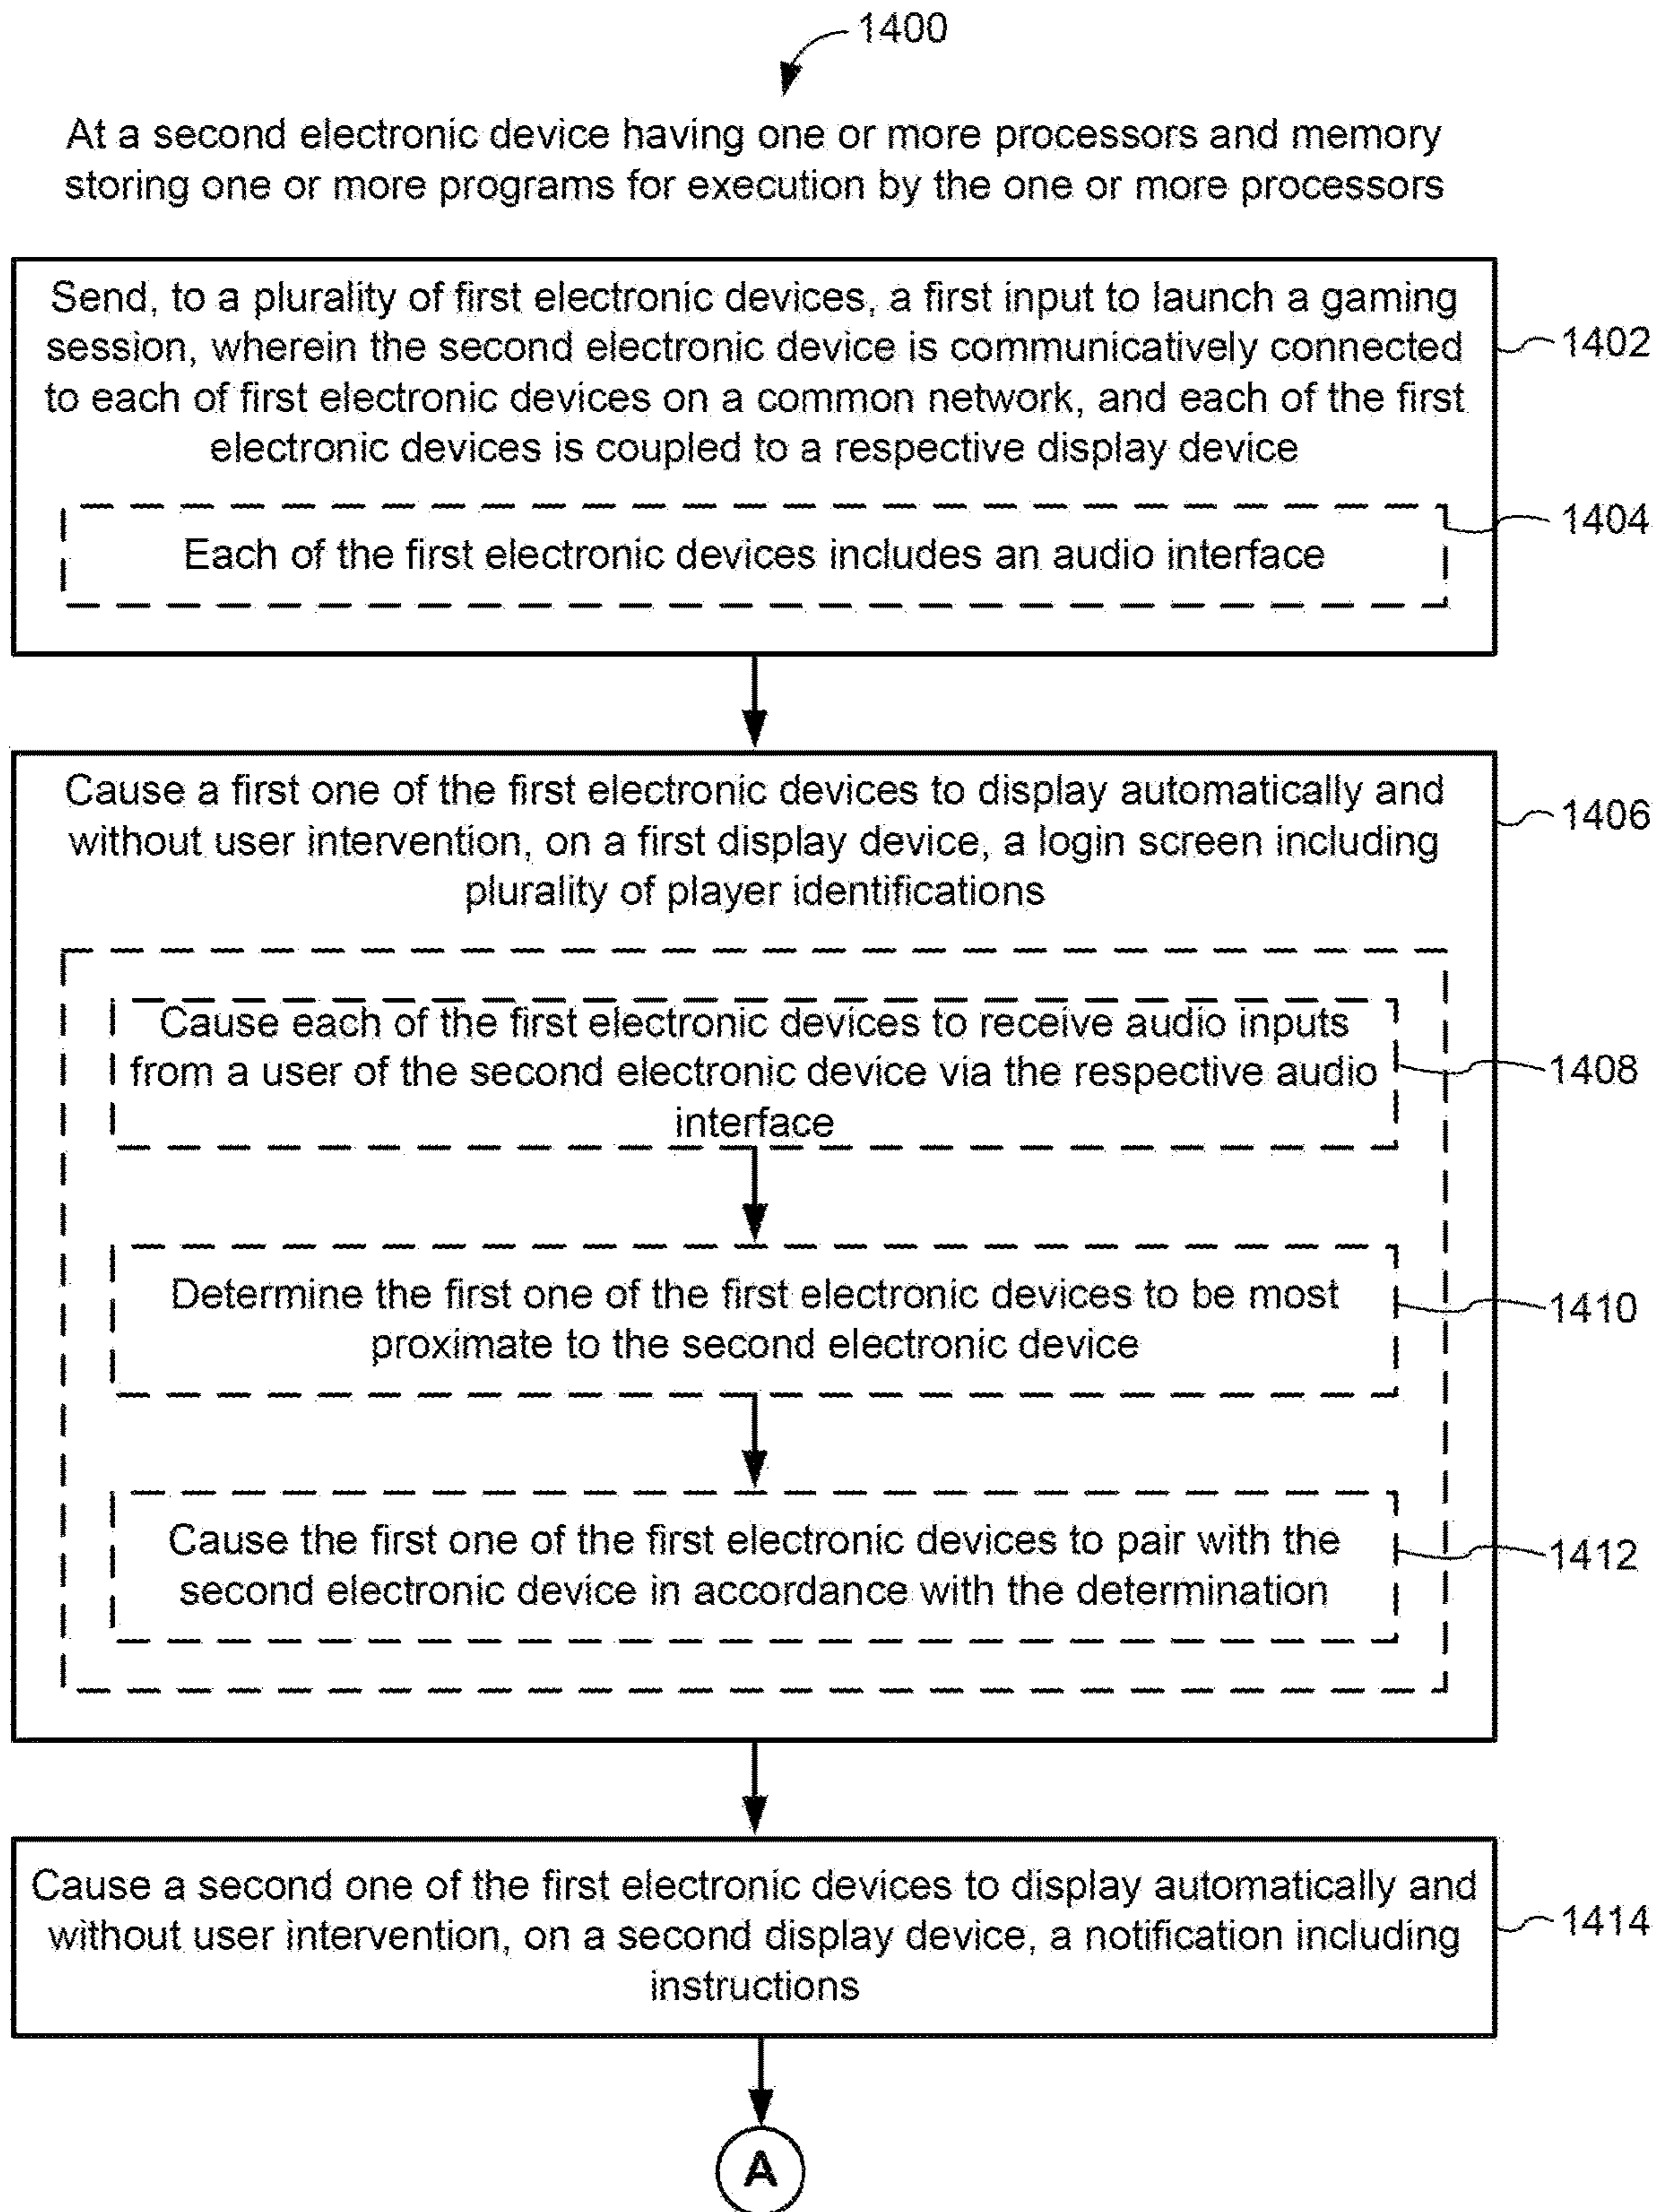 1400
At a second electronic device having one or more processors and memory
storing one or more programs for execution by the one or more processors
Send, to a plurality of first electronic devices, a first input to launch a gaming
session, wherein the second electronic device is communicatively connected
to each of first electronic devices on a common network, and each of the first
electronic devices is coupled to a respective display device
1402
Each of the first electronic devices includes an audio interface
1404
Cause a first one of the first electronic devices to display automatically and
without user intervention, on a first display device, a login screen including
plurality of player identifications
1406
Cause each of the first electronic devices to receive audio inputs
from a user of the second electronic device via the respective audio
interface
1408
Determine the first one of the first electronic devices to be most
proximate to the second electronic device
1410
Cause the first one of the first electronic devices to pair with the
second electronic device in accordance with the determination
1412
Cause a second one of the first electronic devices to display automatically and
without user intervention, on a second display device, a notification including
instructions
1414
A